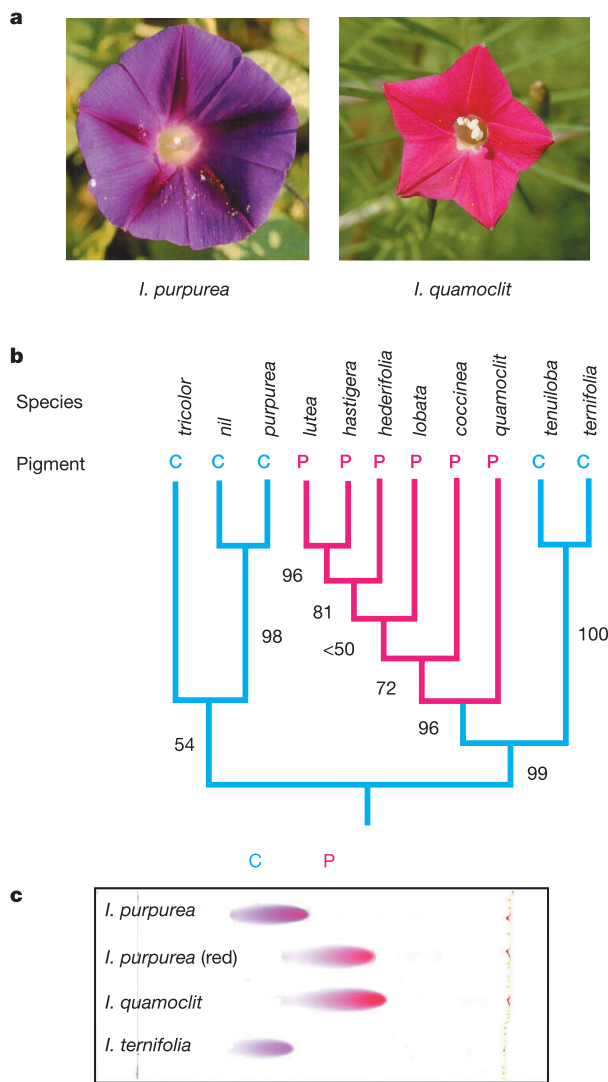 a
I. purpurea
I. quamoclit
b
Species
tricolor
nil
purpurea
lutea
hastigera
hederifolia
lobata
coccinea
quamoclit
tenuiloba
ternifolia
Pigment C C C P P P P P P C C
96
81
98
<50
100
72
96
54
99
C P
c
I. purpurea
I. purpurea (red)
I. quamoclit
I. ternifolia